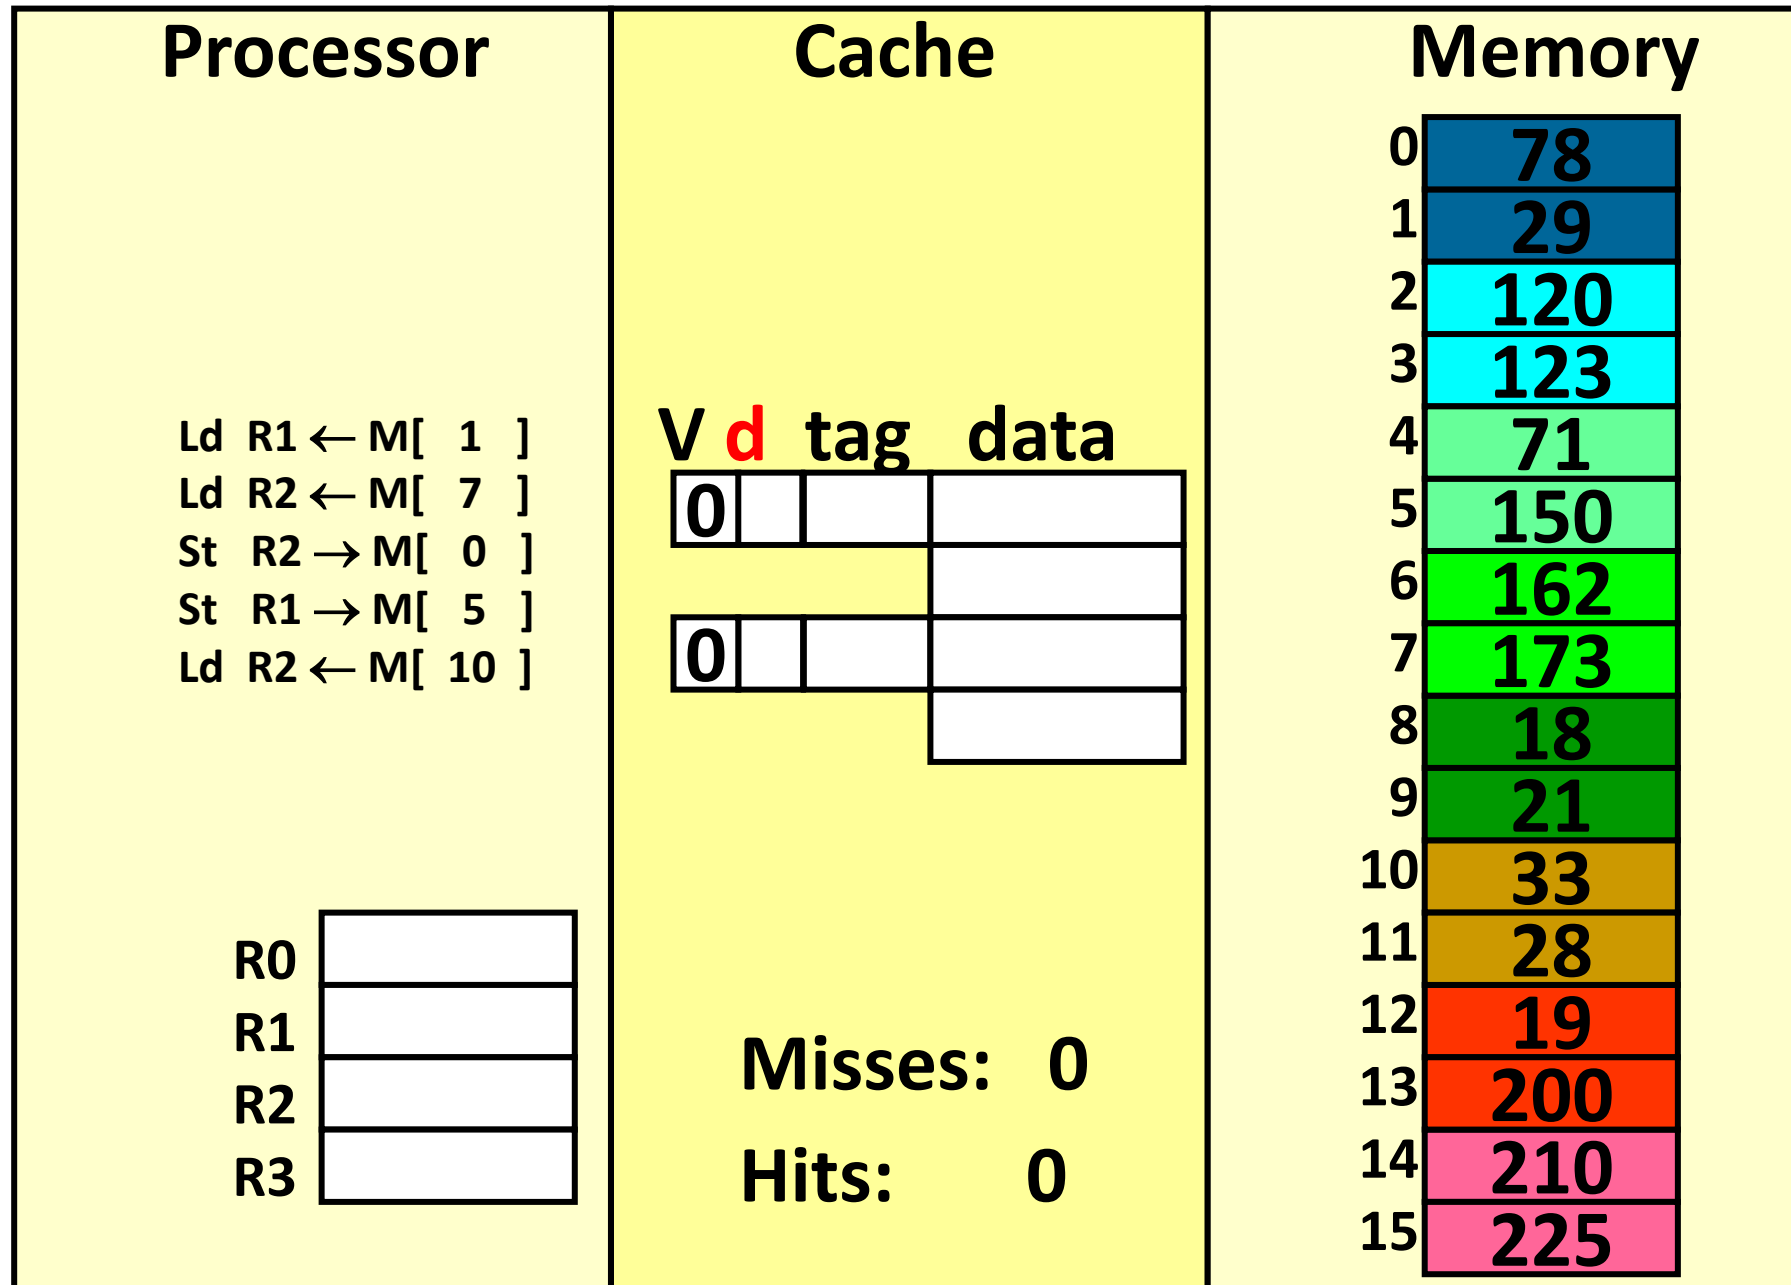 Processor
Ld R1 ← M[ 1 ]
Ld R2 ← M[ 7 ]
St R2 → M[ 0 ]
St R1 → M[ 5 ]
Ld R2 ← M[ 10 ]
R0
R1
R2
R3
Cache
V d tag data
0
0
Misses: 0
Hits: 0
Memory
0 78
1 29
2 120
3 123
4 71
5 150
6 162
7 173
8 18
9 21
10 33
11 28
12 19
13 200
14 210
15 225